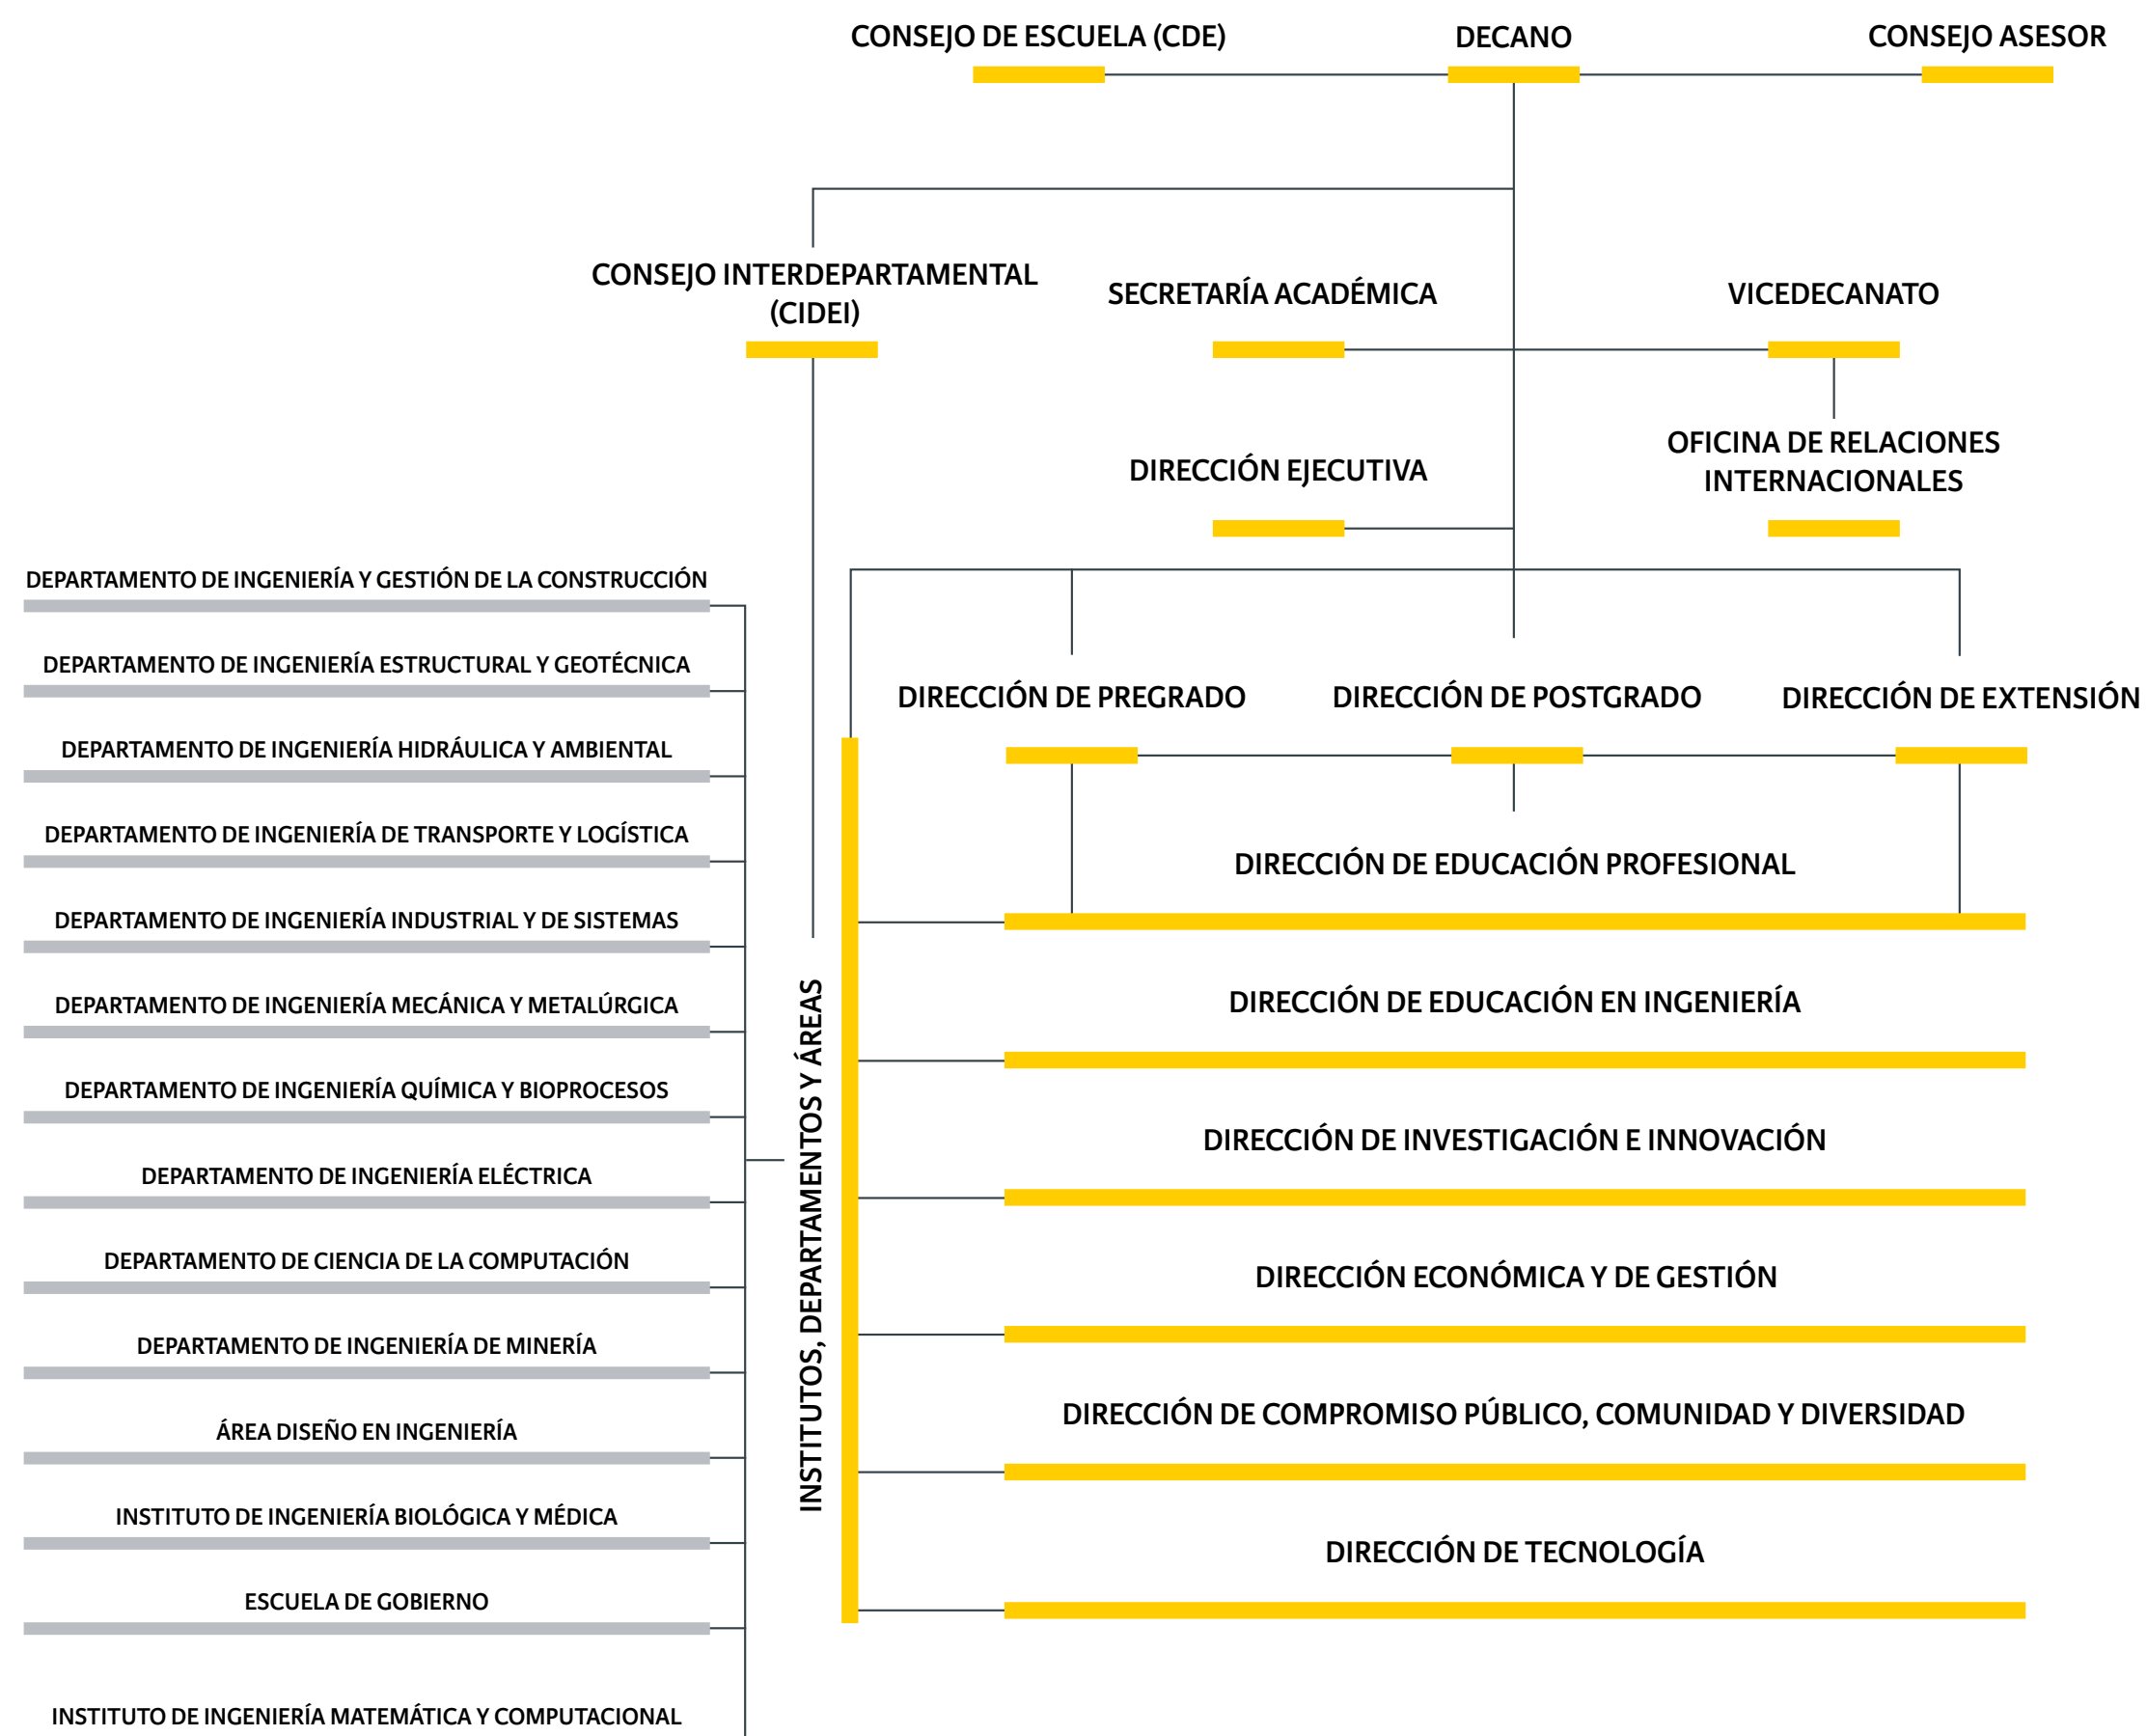 CONSEJO DE ESCUELA (CDE)
DECANO
CONSEJO ASESOR
CONSEJO INTERDEPARTAMENTAL
(CIDEI)
SECRETARÍA ACADÉMICA
VICEDECANATO
DIRECCIÓN EJECUTIVA
OFICINA DE RELACIONES
INTERNACIONALES
DEPARTAMENTO DE INGENIERÍA Y GESTIÓN DE LA CONSTRUCCIÓN
DEPARTAMENTO DE INGENIERÍA ESTRUCTURAL Y GEOTÉCNICA
DEPARTAMENTO DE INGENIERÍA HIDRÁULICA Y AMBIENTAL
DEPARTAMENTO DE INGENIERÍA DE TRANSPORTE Y LOGÍSTICA
DEPARTAMENTO DE INGENIERÍA INDUSTRIAL Y DE SISTEMAS
DEPARTAMENTO DE INGENIERÍA MECÁNICA Y METALÚRGICA
DEPARTAMENTO DE INGENIERÍA QUÍMICA Y BIOPROCESOS
DEPARTAMENTO DE INGENIERÍA ELÉCTRICA
DEPARTAMENTO DE CIENCIA DE LA COMPUTACIÓN
DEPARTAMENTO DE INGENIERÍA DE MINERÍA
ÁREA DISEÑO EN INGENIERÍA
INSTITUTO DE INGENIERÍA BIOLÓGICA Y MÉDICA
ESCUELA DE GOBIERNO
INSTITUTO DE INGENIERÍA MATEMÁTICA Y COMPUTACIONAL
INSTITUTOS, DEPARTAMENTOS Y ÁREAS
DIRECCIÓN DE PREGRADO
DIRECCIÓN DE POSTGRADO
DIRECCIÓN DE EXTENSIÓN
DIRECCIÓN DE EDUCACIÓN PROFESIONAL
DIRECCIÓN DE EDUCACIÓN EN INGENIERÍA
DIRECCIÓN DE INVESTIGACIÓN E INNOVACIÓN
DIRECCIÓN ECONÓMICA Y DE GESTIÓN
DIRECCIÓN DE COMPROMISO PÚBLICO, COMUNIDAD Y DIVERSIDAD
DIRECCIÓN DE TECNOLOGÍA